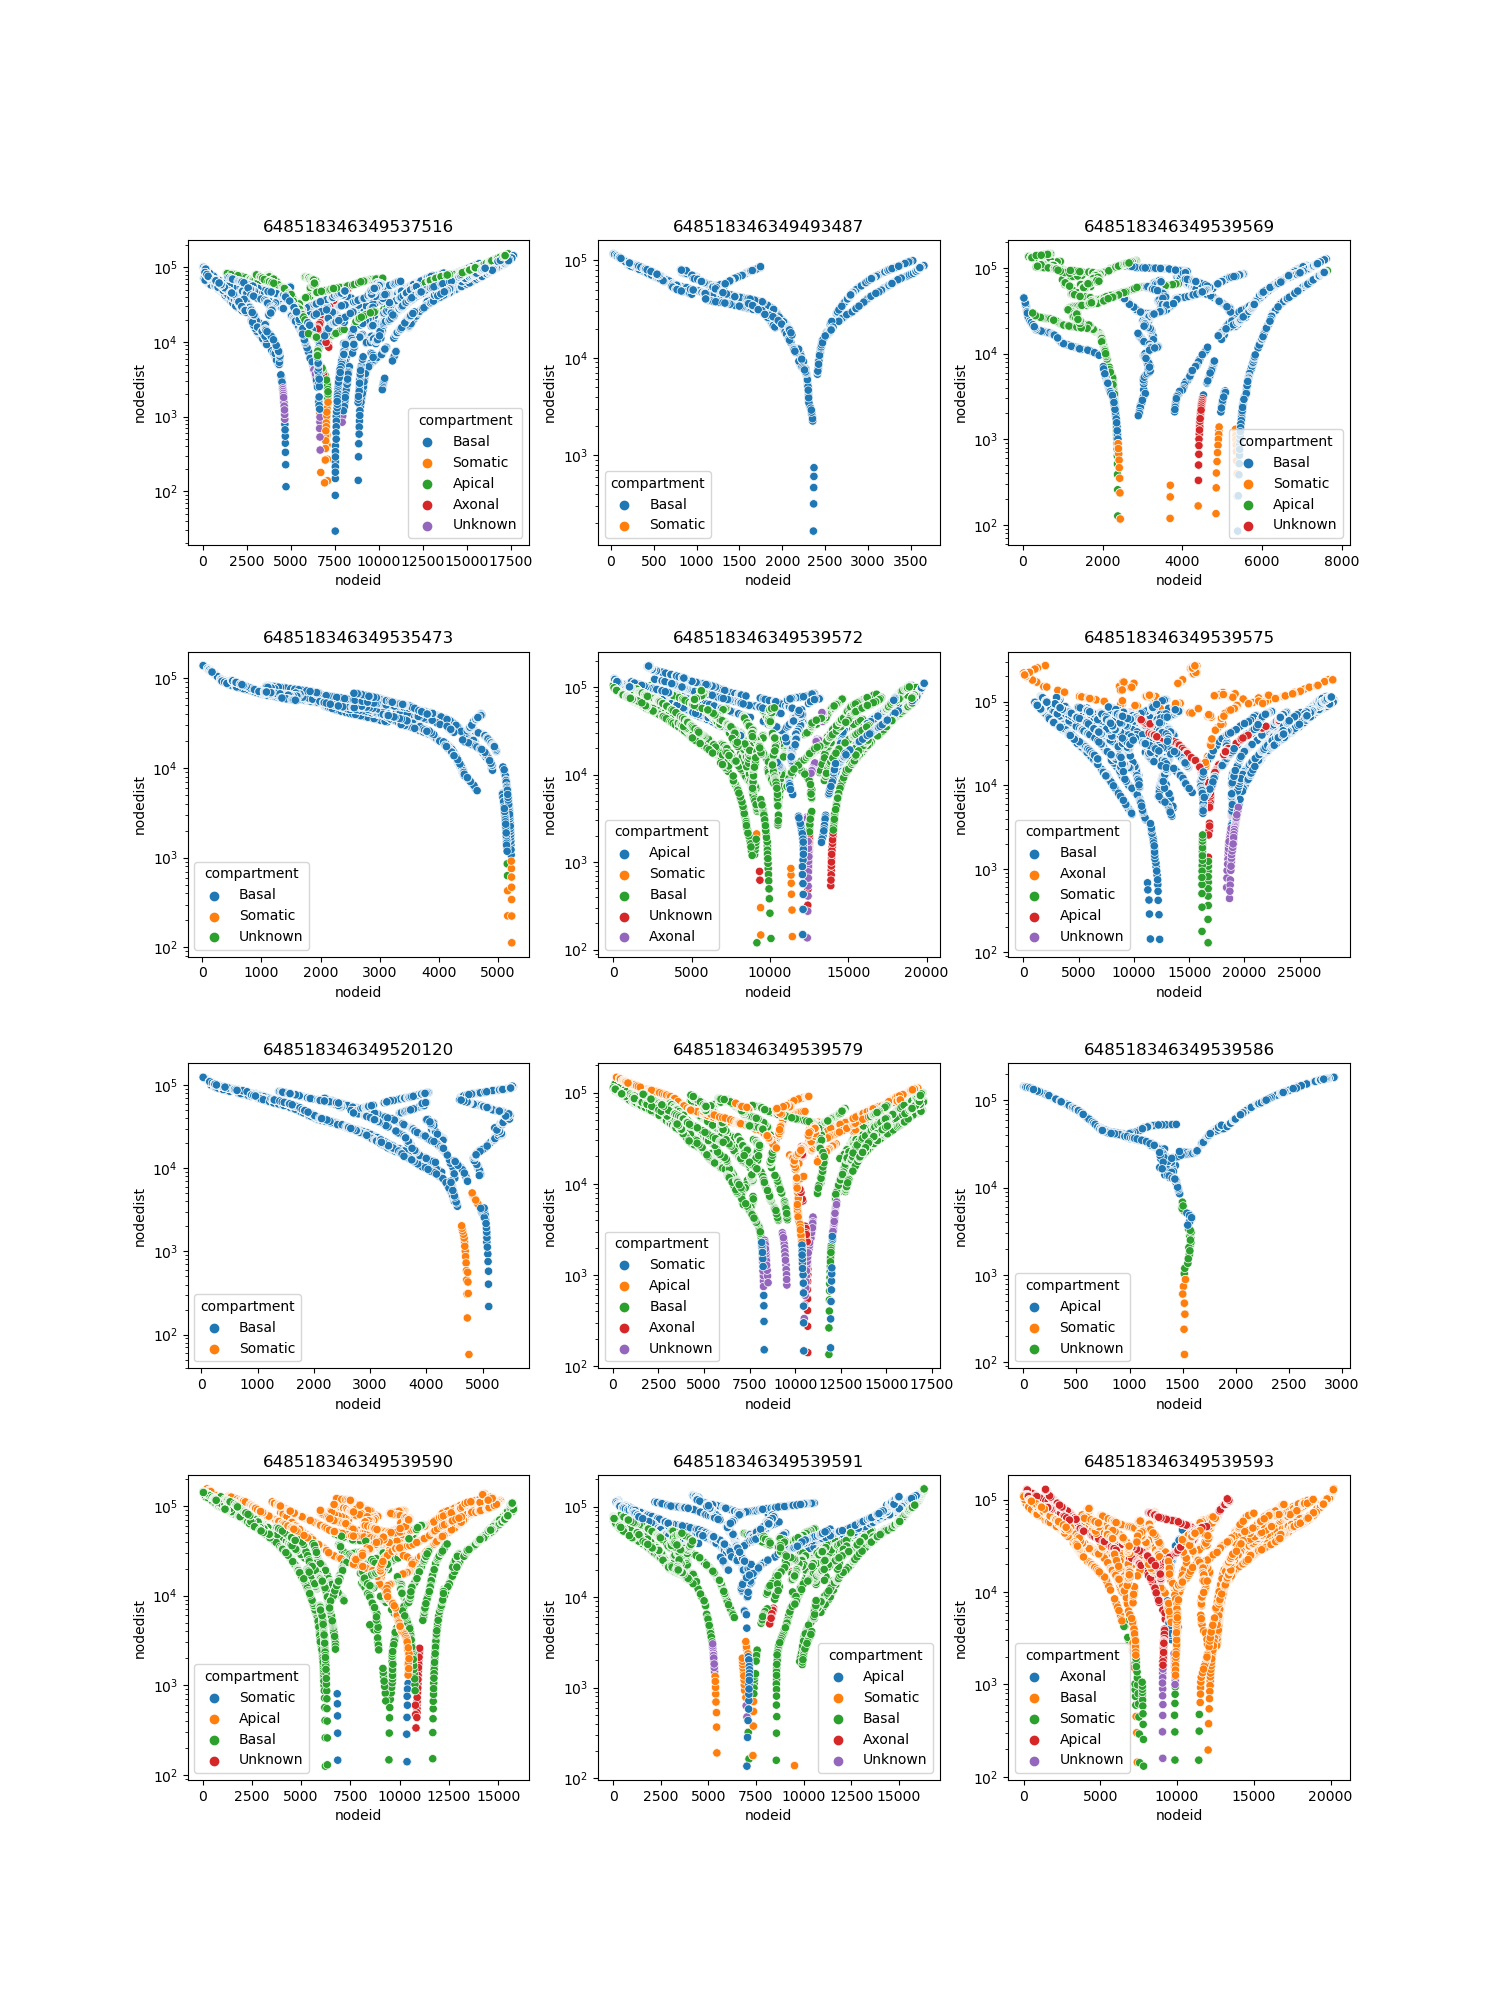 648518346349537516 648518346349493487 648518346349539569
nodedist nodedist nodedist
10^5 10^4 10^3 10^2
compartment
Basal
Somatic
Apical
Axonal
Unknown
0 2500 5000 7500 10000 12500 15000 17500
nodeid
10^5 10^4 10^3
compartment
Basal
Somatic
0 500 1000 1500 2000 2500 3000 3500
nodeid
10^5 10^4 10^3 10^2
compartment
Basal
Somatic
Apical
Unknown
0 2000 4000 6000 8000
nodeid
648518346349535473 648518346349539572 648518346349539575
nodedist nodedist nodedist
10^5 10^4 10^3 10^2
compartment
Basal
Somatic
Unknown
0 1000 2000 3000 4000 5000
nodeid
10^5 10^4 10^3 10^2
compartment
Apical
Somatic
Basal
Unknown
Axonal
0 5000 10000 15000 20000
nodeid
10^5 10^4 10^3 10^2
compartment
Basal
Axonal
Somatic
Apical
Unknown
0 5000 10000 15000 20000 25000
nodeid
648518346349520120 648518346349539579 648518346349539586
nodedist nodedist nodedist
10^5 10^4 10^3 10^2
compartment
Basal
Somatic
0 1000 2000 3000 4000 5000
nodeid
10^5 10^4 10^3 10^2
compartment
Somatic
Apical
Basal
Axonal
Unknown
0 2500 5000 7500 10000 12500 15000 17500
nodeid
10^5 10^4 10^3 10^2
compartment
Apical
Somatic
Unknown
0 500 1000 1500 2000 2500 3000
nodeid
648518346349539590 648518346349539591 648518346349539593
nodedist nodedist nodedist
10^5 10^4 10^3 10^2
compartment
Somatic
Apical
Basal
Unknown
0 2500 5000 7500 10000 12500 15000
nodeid
10^5 10^4 10^3 10^2
compartment
Apical
Somatic
Basal
Axonal
Unknown
0 2500 5000 7500 10000 12500 15000
nodeid
10^5 10^4 10^3 10^2
compartment
Axonal
Basal
Somatic
Apical
Unknown
0 5000 10000 15000 20000
nodeid